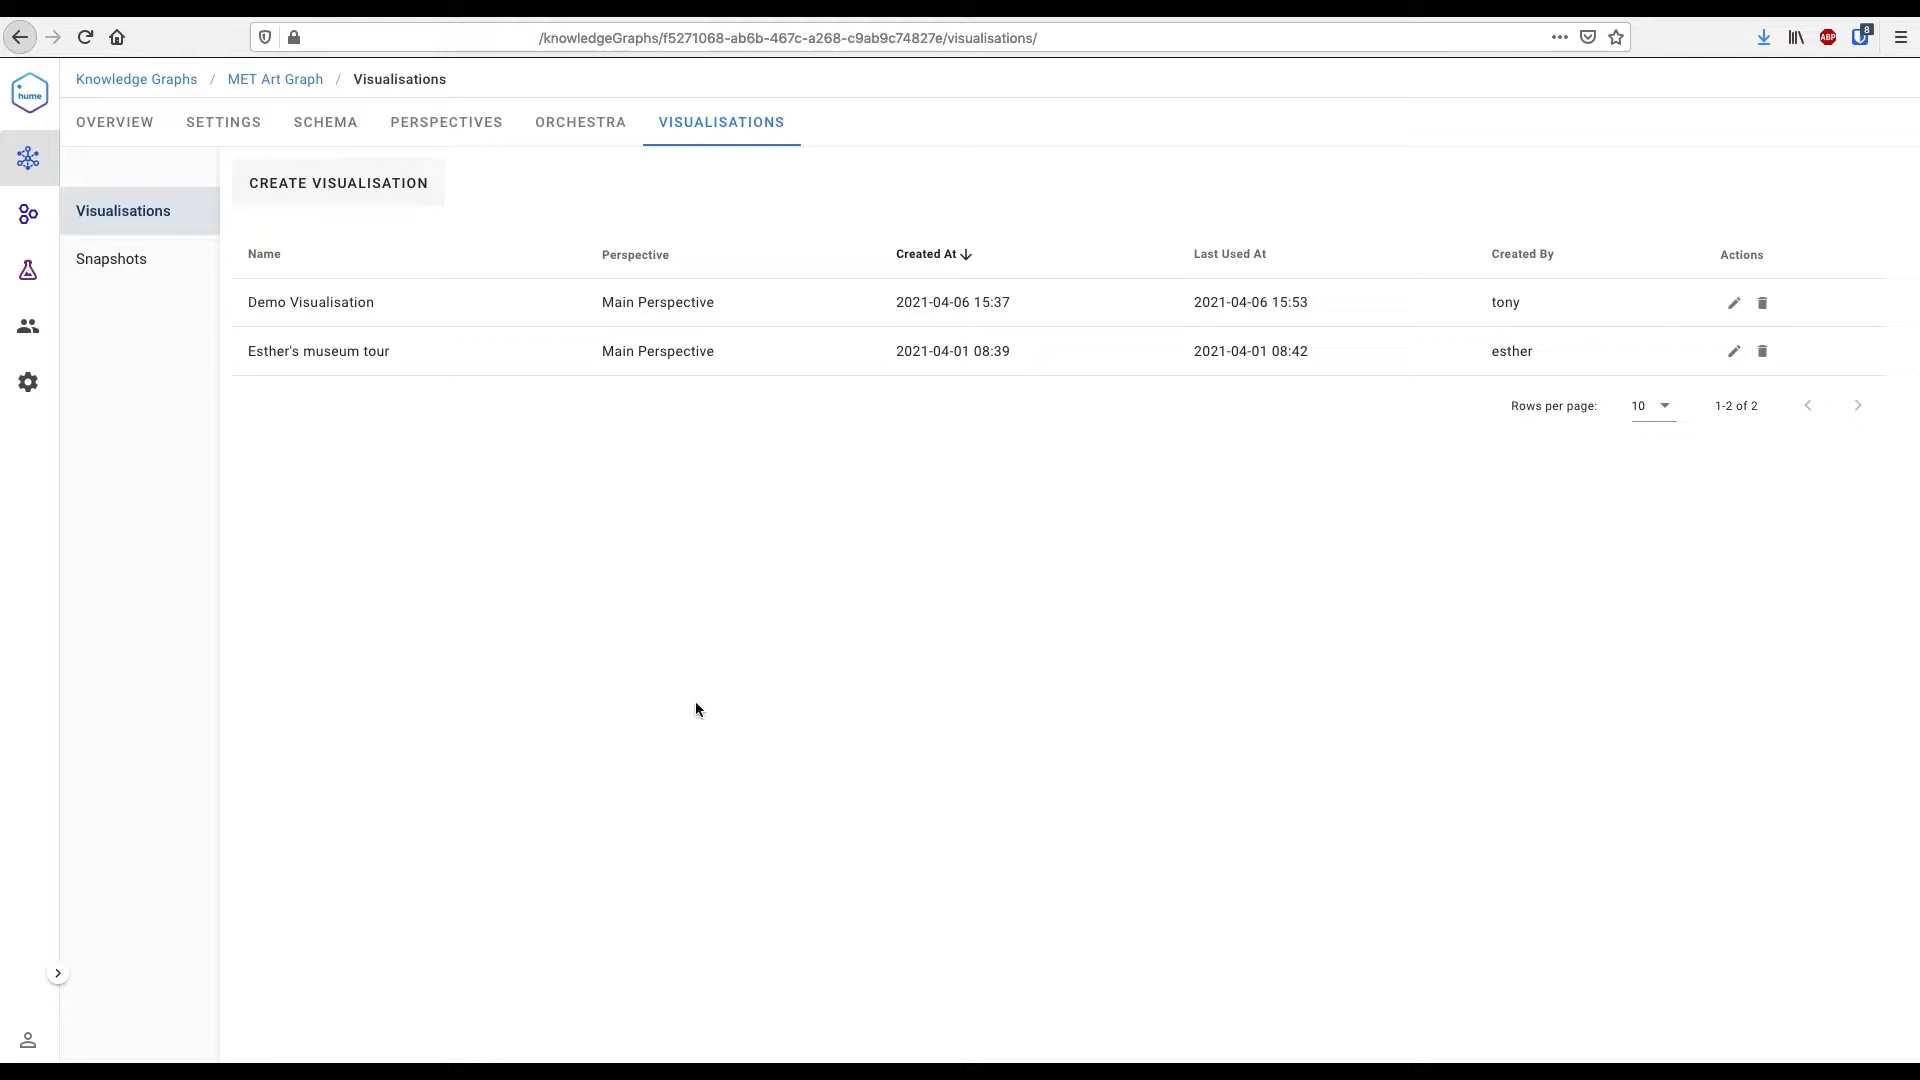 /knowledgeGraphs/f5271068-ab6b-467c-a268-c9ab9c74827e/visualisations/
ABP
8
hume
Knowledge Graphs / MET Art Graph / Visualisations
OVERVIEW SETTINGS SCHEMA PERSPECTIVES ORCHESTRA VISUALISATIONS
CREATE VISUALISATION
Visualisations
Snapshots
Name Perspective Created At Last Used At Created By Actions
Demo Visualisation Main Perspective 2021-04-06 15:37 2021-04-06 15:53 tony
Esther's museum tour Main Perspective 2021-04-01 08:39 2021-04-01 08:42 esther
Rows per page: 10 1-2 of 2